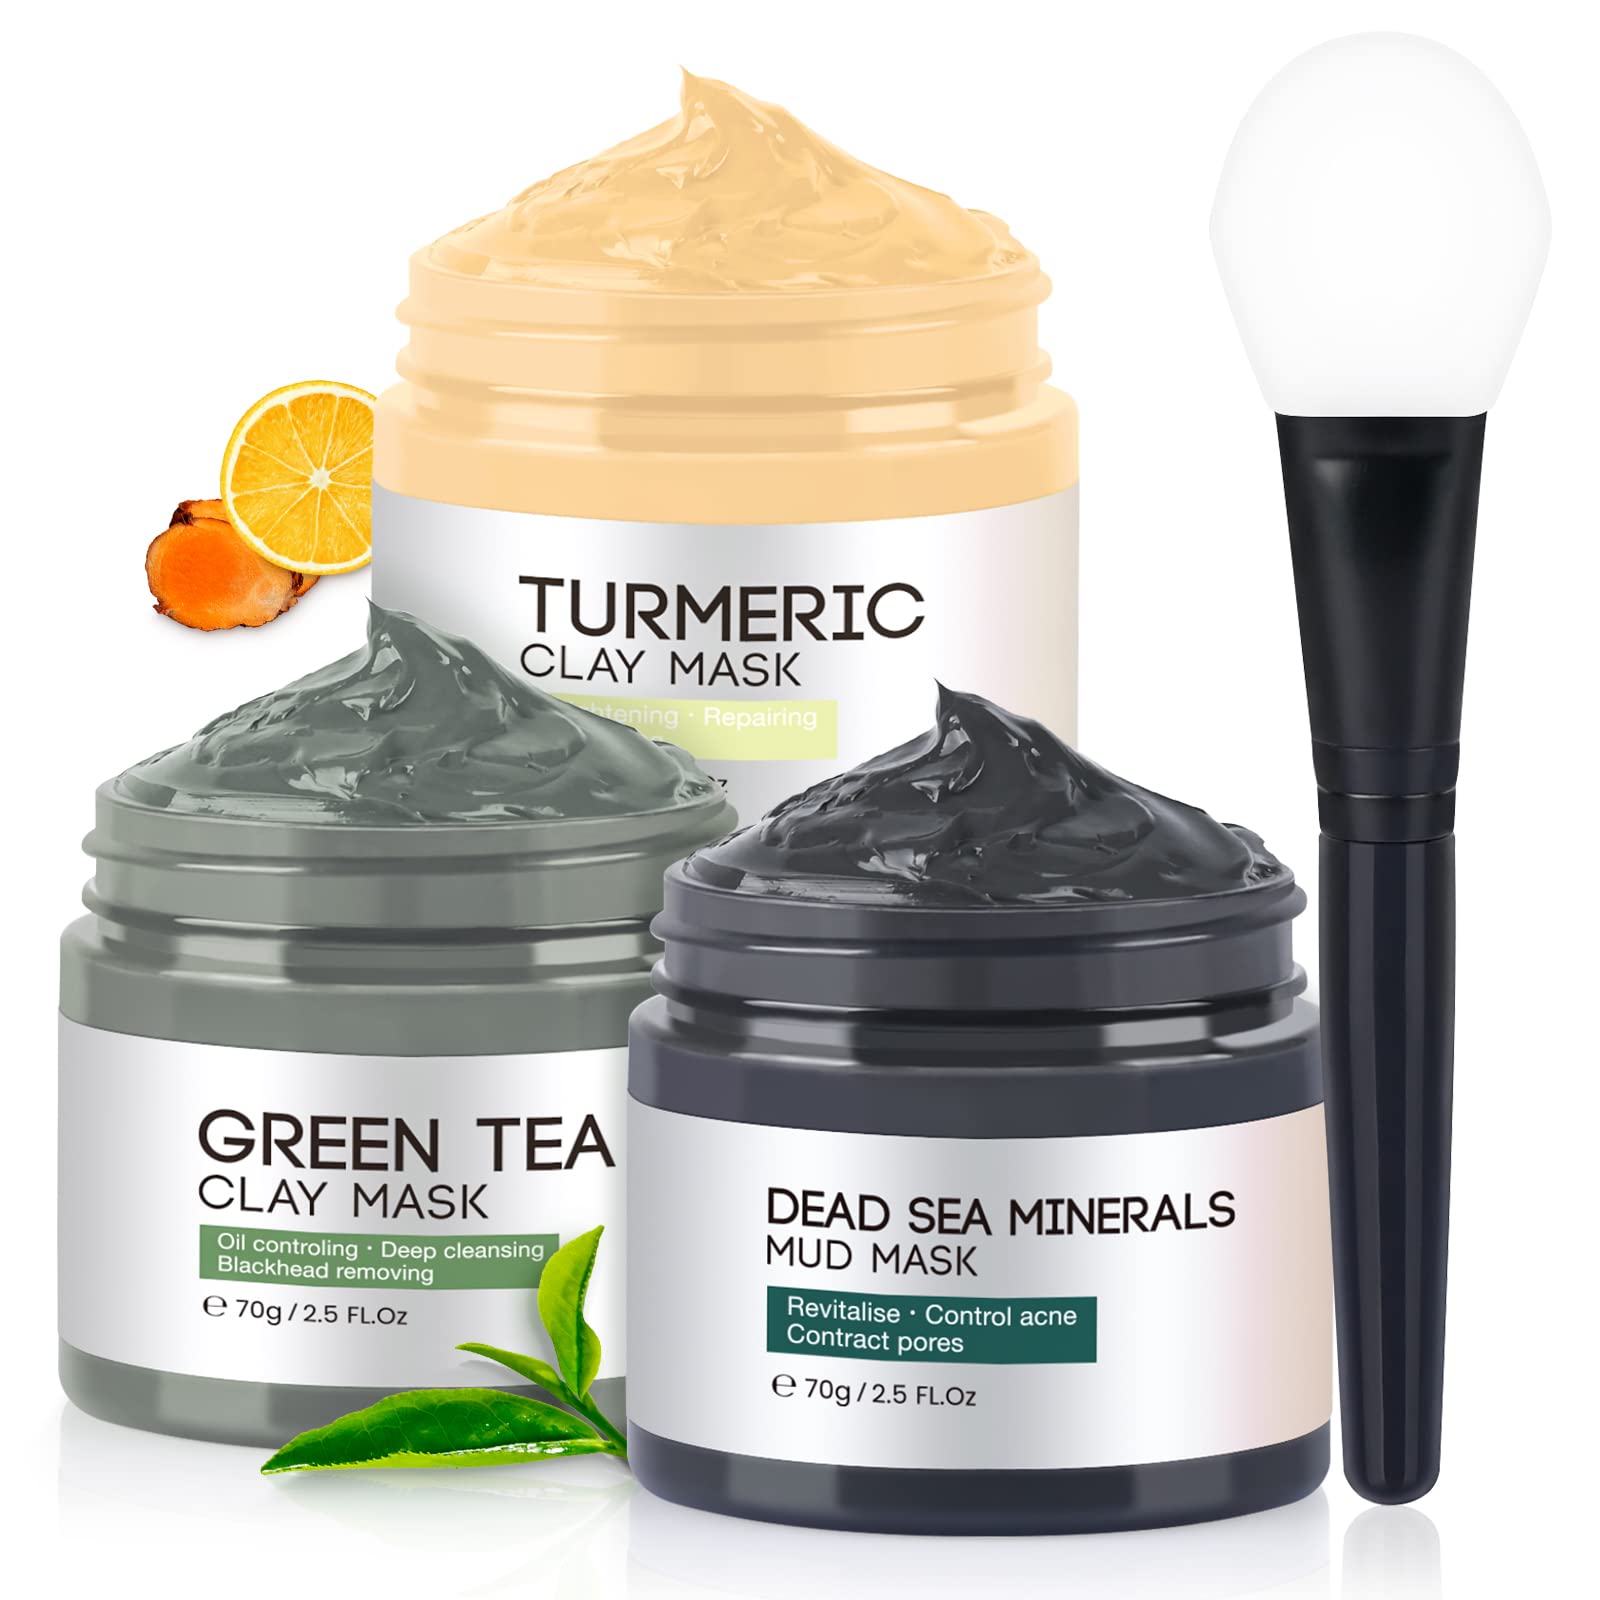 TURMERIC
CLAY MASK
Repairing
GREEN TEA
CLAY MASK
Oil controling · Deep cleansing
Blackhead removing
℮ 70g / 2.5 FL.Oz
DEAD SEA MINERALS
MUD MASK
Revitalise · Control acne
Contract pores
℮ 70g / 2.5 FL.Oz